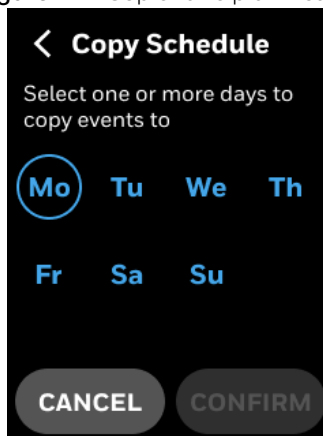 Copy Schedule
Select one or more days to
copy events to
Mo Tu We Th
Fr Sa Su
CANCEL CONFIRM